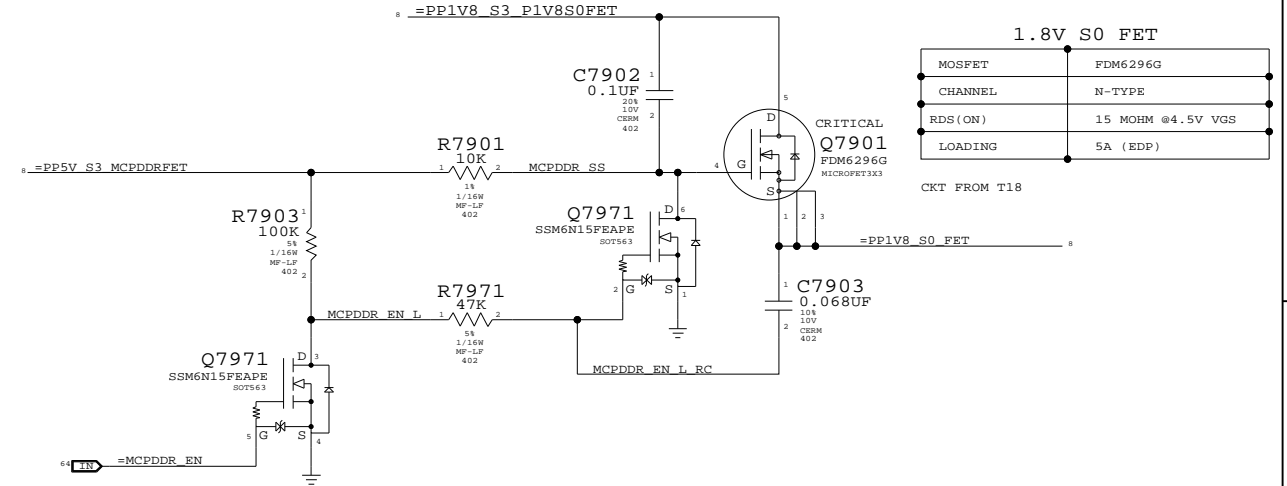 8 =PP1V8_S3_P1V8S0FET
1.8V S0 FET
MOSFET FDM6296G
CHANNEL N-TYPE
RDS(ON) 15 MOHM @4.5V VGS
LOADING 5A (EDP)
CKT FROM T18
C7902
0.1UF
20%
10V
CERM
402
1
2
5
D
CRITICAL
Q7901
FDM6296G
MICROFET3X3
4
G
S
1
2
3
8 =PP5V_S3_MCPDDRFET
R7901
10K
1 2
1%
1/16W
MF-LF
402
MCPDDR_SS
R7903
100K
5%
1/16W
MF-LF
402
1
2
Q7971
SSM6N15FEAPE
SOT563
D 6
2 G S 1
=PP1V8_S0_FET 8
C7903
0.068UF
10%
10V
CERM
402
1
2
MCPDDR_EN_L
R7971
47K
1 2
5%
1/16W
MF-LF
402
MCPDDR_EN_L_RC
Q7971
SSM6N15FEAPE
SOT563
D 3
5 G S 4
64 IN =MCPDDR_EN